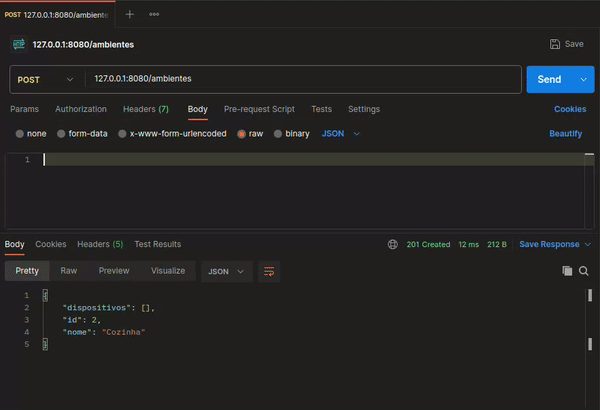 POST 127.0.0.1:8080/ambiente
127.0.0.1:8080/ambientes
Save
POST 127.0.0.1:8080/ambientes Send
Params Authorization Headers (7) Body Pre-request Script Tests Settings Cookies
none form-data x-www-form-urlencoded raw binary JSON Beautify
1
Body Cookies Headers (5) Test Results 201 Created 12 ms 212 B Save Response
Pretty Raw Preview Visualize JSON
1 {
2 "dispositivos": [],
3 "id": 2,
4 "nome": "Cozinha"
5 }